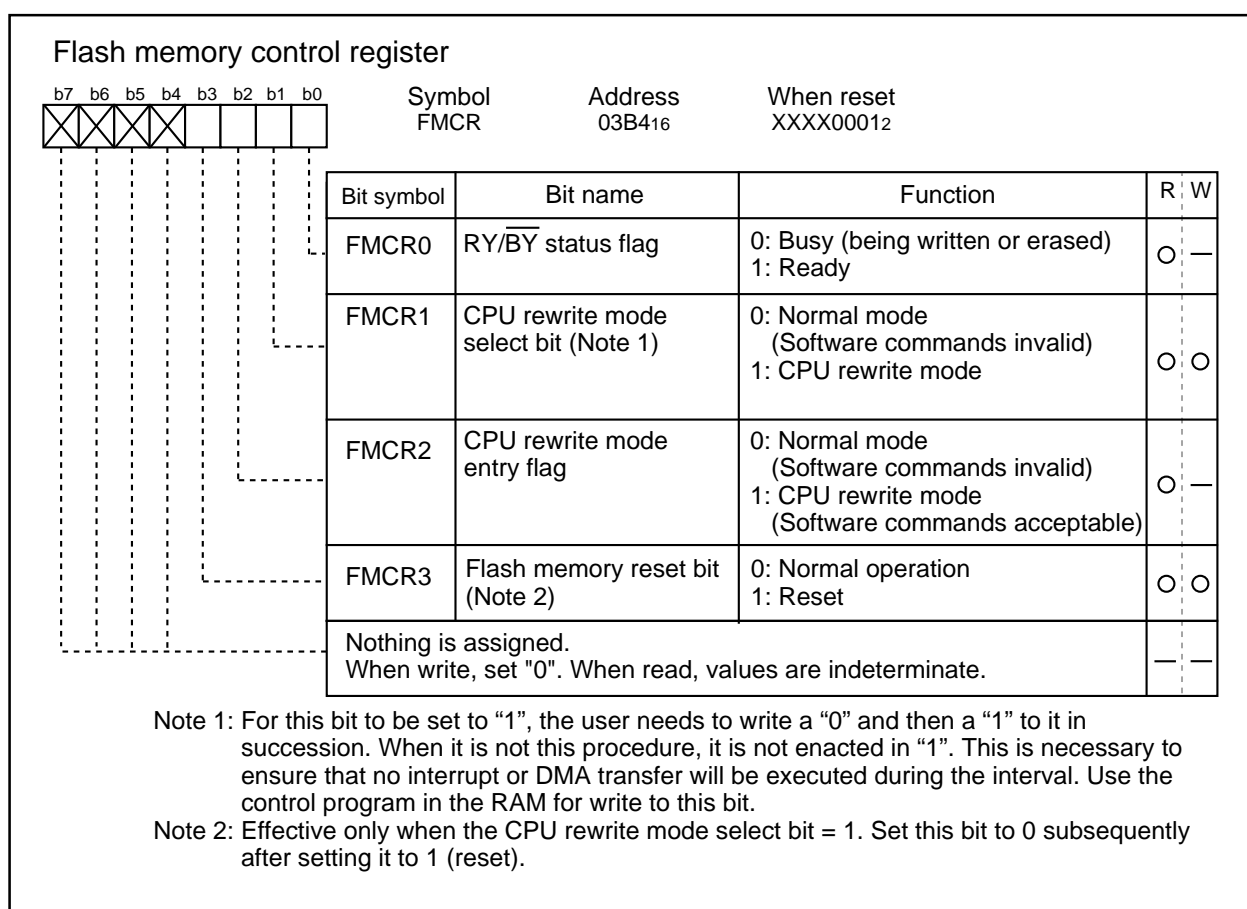 Flash memory control register
b7 b6 b5 b4 b3 b2 b1 b0
Symbol Address When reset
FMCR 03B416 XXXX00012
Bit symbol Bit name Function R W
FMCR0 RY/BY status flag 0: Busy (being written or erased)
1: Ready
FMCR1 CPU rewrite mode 0: Normal mode
select bit (Note 1) (Software commands invalid)
1: CPU rewrite mode
FMCR2 CPU rewrite mode 0: Normal mode
entry flag (Software commands invalid)
1: CPU rewrite mode
(Software commands acceptable)
FMCR3 Flash memory reset bit 0: Normal operation
(Note 2) 1: Reset
Nothing is assigned.
When write, set "0". When read, values are indeterminate.
Note 1: For this bit to be set to “1”, the user needs to write a “0” and then a “1” to it in
succession. When it is not this procedure, it is not enacted in “1”. This is necessary to
ensure that no interrupt or DMA transfer will be executed during the interval. Use the
control program in the RAM for write to this bit.
Note 2: Effective only when the CPU rewrite mode select bit = 1. Set this bit to 0 subsequently
after setting it to 1 (reset).